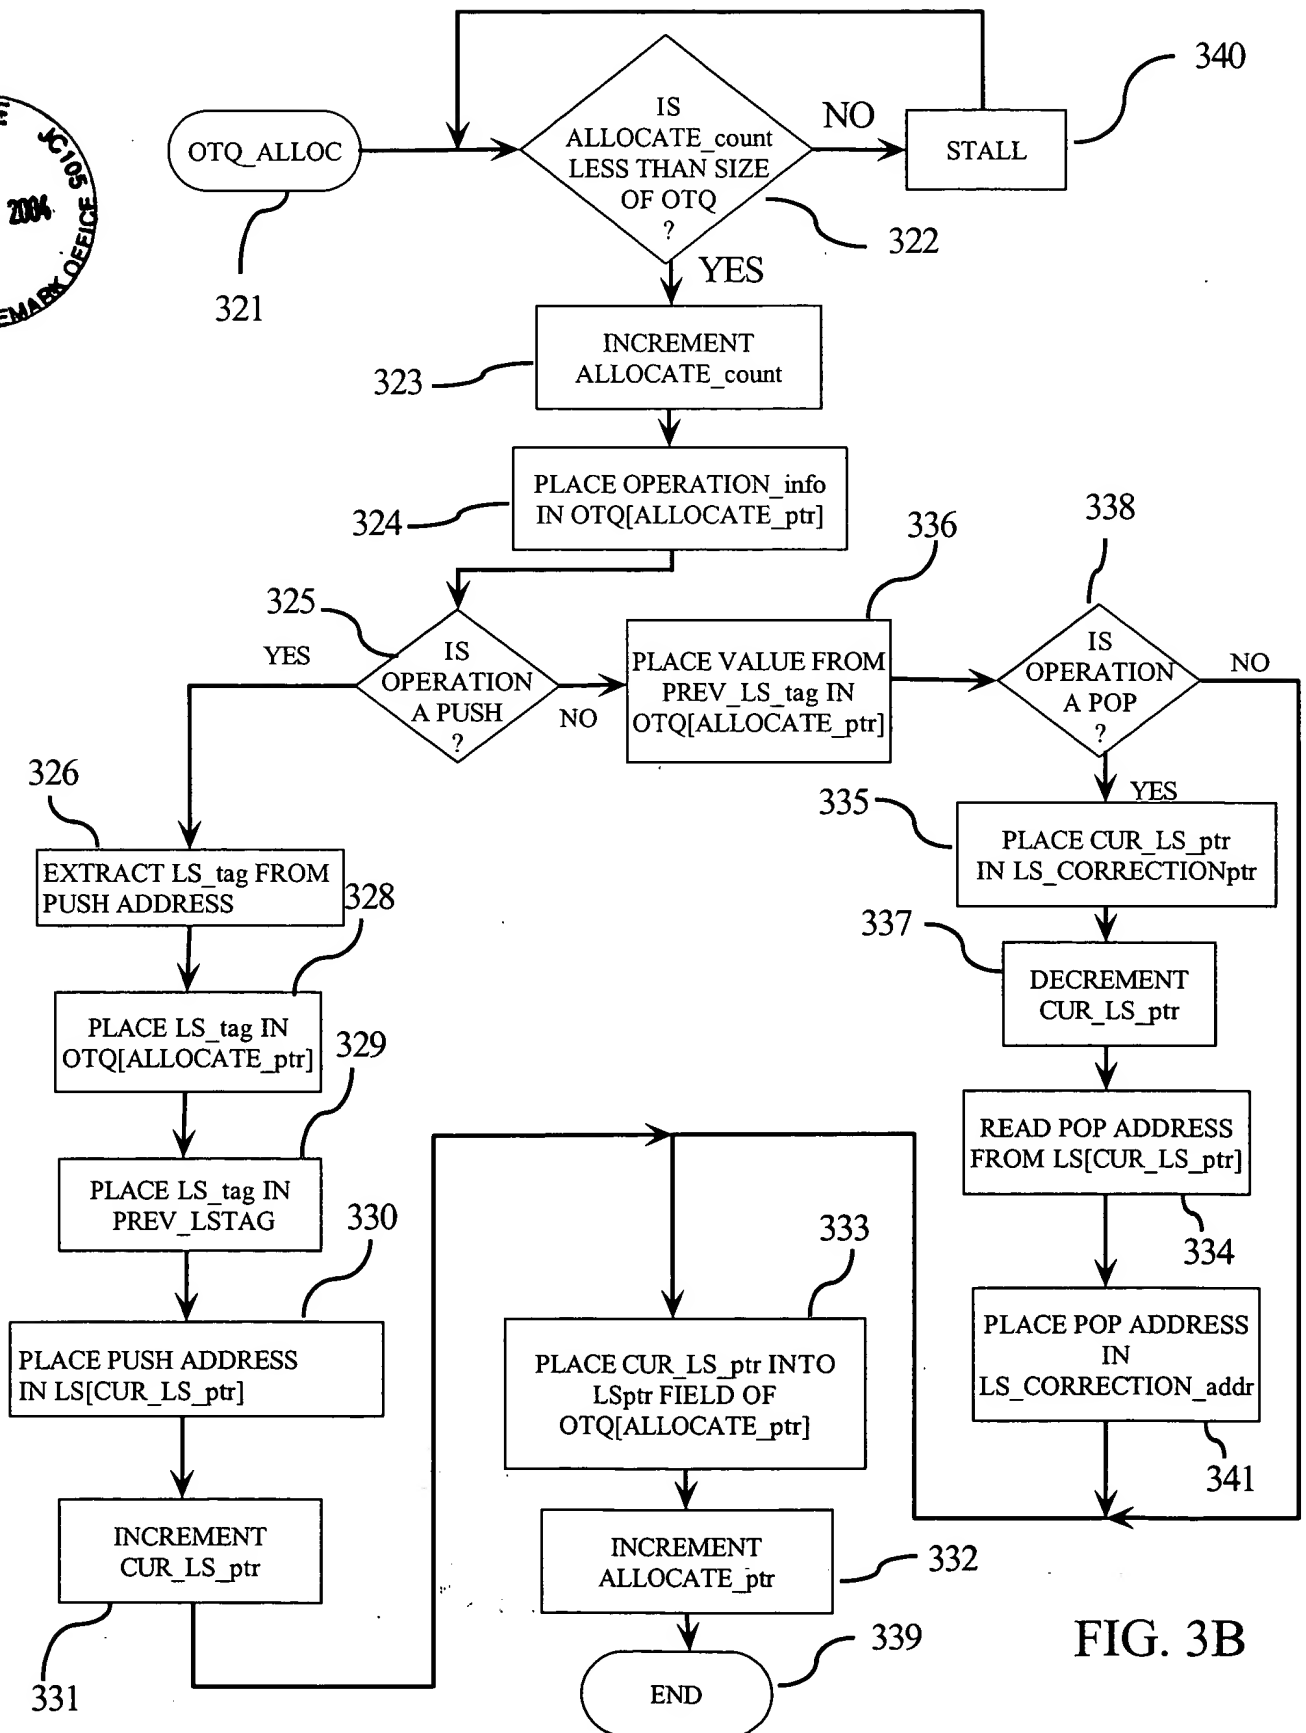 340
IS
ALLOCATE_count
LESS THAN SIZE
OF OTQ
?
NO
STALL
OTQ_ALLOC
JC105
2004
EMARK OFFICE
322
321
YES
INCREMENT
ALLOCATE_count
323
PLACE OPERATION_info
IN OTQ[ALLOCATE_ptr]
324
336
338
325
YES
IS
OPERATION
A PUSH
?
NO
PLACE VALUE FROM
PREV_LS_tag IN
OTQ[ALLOCATE_ptr]
IS
OPERATION
A POP
?
NO
326
EXTRACT LS_tag FROM
PUSH ADDRESS
328
335
YES
PLACE CUR_LS_ptr
IN LS_CORRECTIONptr
337
DECREMENT
CUR_LS_ptr
PLACE LS_tag IN
OTQ[ALLOCATE_ptr]
329
READ POP ADDRESS
FROM LS[CUR_LS_ptr]
334
PLACE LS_tag IN
PREV_LSTAG
330
333
PLACE PUSH ADDRESS
IN LS[CUR_LS_ptr]
PLACE CUR_LS_ptr INTO
LSptr FIELD OF
OTQ[ALLOCATE_ptr]
PLACE POP ADDRESS
IN
LS_CORRECTION_addr
341
INCREMENT
CUR_LS_ptr
331
INCREMENT
ALLOCATE_ptr
332
339
END
FIG. 3B